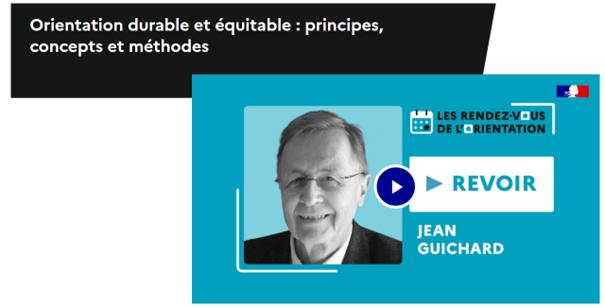 Orientation durable et équitable : principes,
concepts et méthodes
LES RENDEZ-VOUS
DE L'ORIENTATION
REVOIR
JEAN
GUICHARD